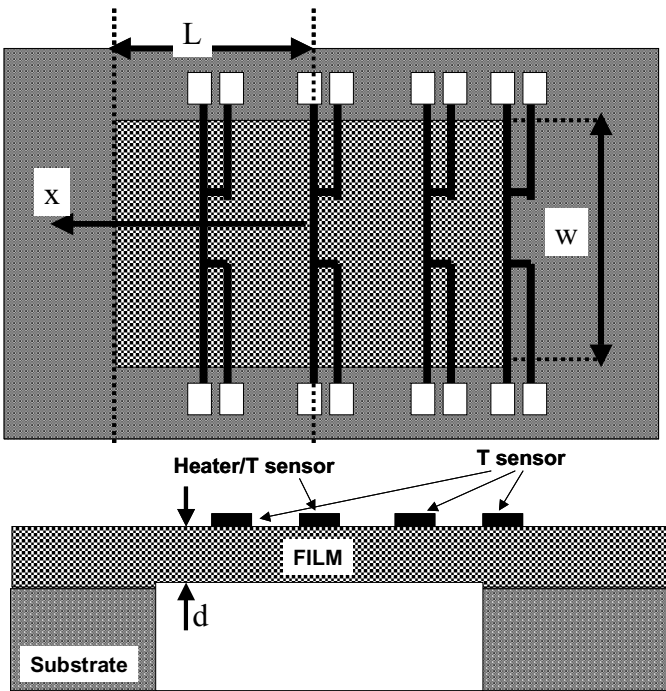 L
x
w
Heater/T sensor
T sensor
FILM
d
Substrate